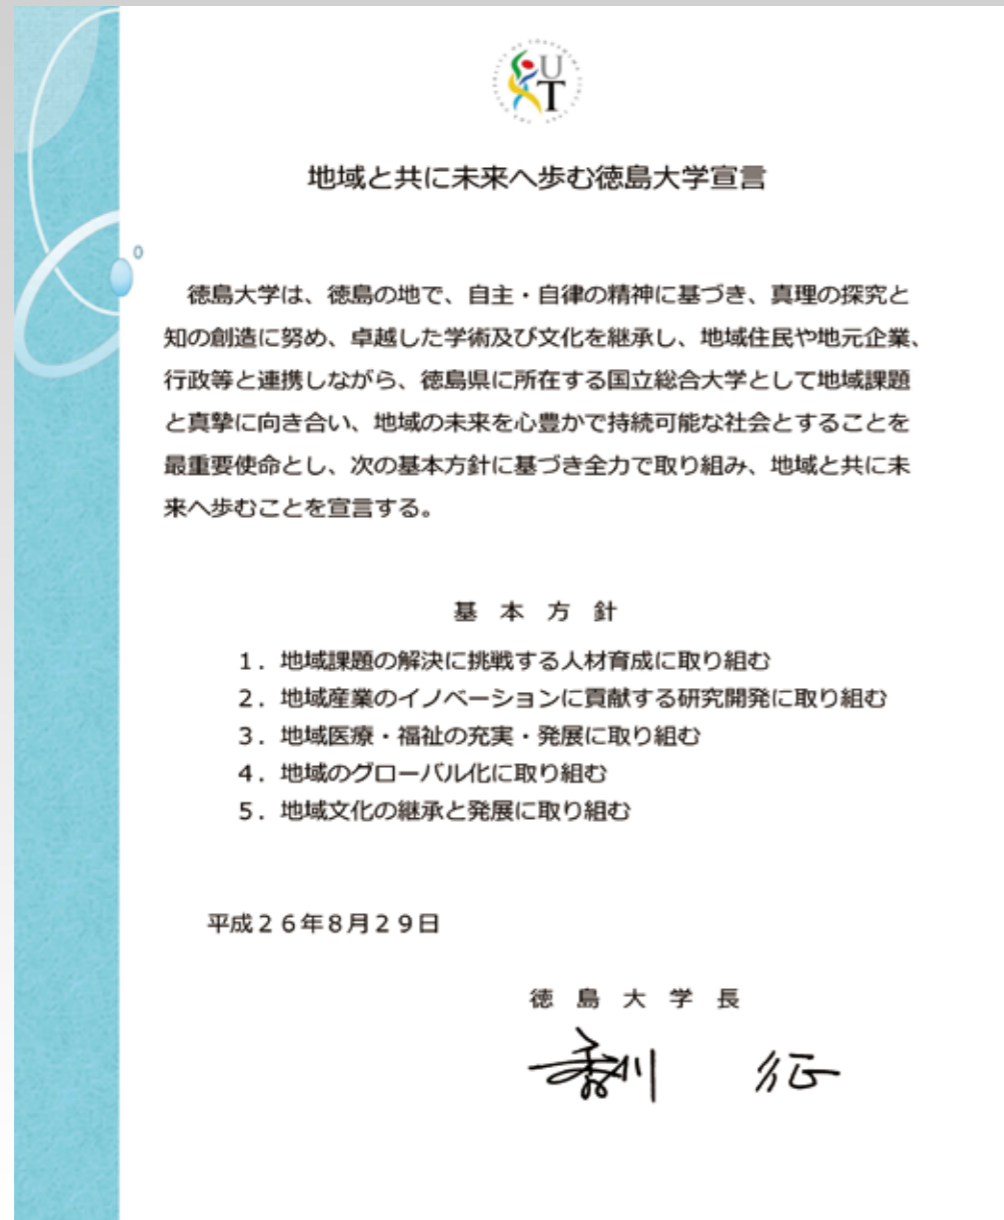 UT
地域と共に未来へ歩む徳島大学宣言
徳島大学は、徳島の地で、自主・自律の精神に基づき、真理の探究と
知の創造に努め、卓越した学術及び文化を継承し、地域住民や地元企業、
行政等と連携しながら、徳島県に所在する国立総合大学として地域課題
と真摯に向き合い、地域の未来を心豊かで持続可能な社会とすることを
最重要使命とし、次の基本方針に基づき全力で取り組み、地域と共に未
来へ歩むことを宣言する。
基 本 方 針
１．地域課題の解決に挑戦する人材育成に取り組む
２．地域産業のイノベーションに貢献する研究開発に取り組む
３．地域医療・福祉の充実・発展に取り組む
４．地域のグローバル化に取り組む
５．地域文化の継承と発展に取り組む
平成２６年８月２９日
徳 島 大 学 長
香川 征